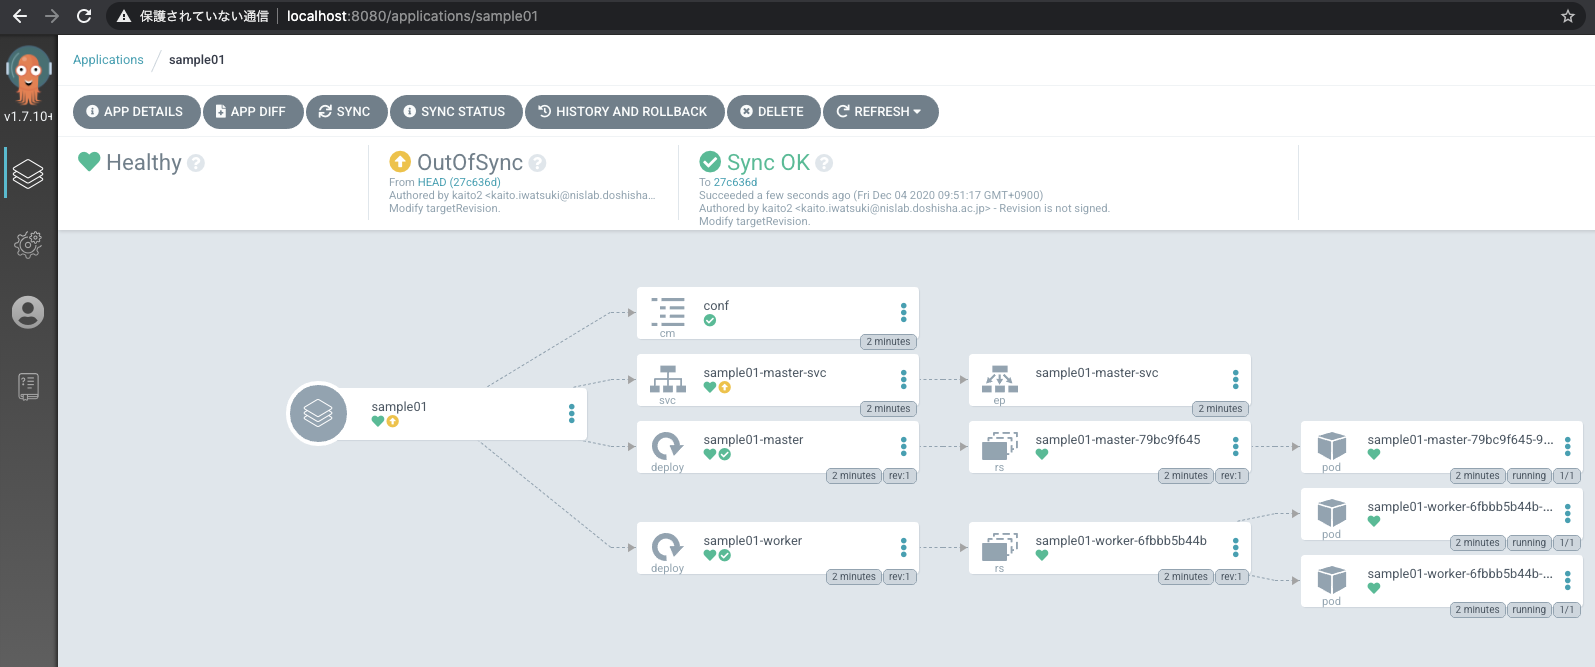 保護されていない通信 localhost:8080/applications/sample01
Applications / sample01
v1.7.10+
APP DETAILS
APP DIFF
SYNC
SYNC STATUS
HISTORY AND ROLLBACK
DELETE
REFRESH
Healthy
OutOfSync
From HEAD (27c636d)
Authored by kaito2 <kaito.iwatsuki@nislab.doshisha...
Modify targetRevision.
Sync OK
To 27c636d
Succeeded a few seconds ago (Fri Dec 04 2020 09:51:17 GMT+0900)
Authored by kaito2 <kaito.iwatsuki@nislab.doshisha.ac.jp> - Revision is not signed.
Modify targetRevision.
sample01
conf
cm
2 minutes
sample01-master-svc
svc
2 minutes
sample01-master-svc
ep
2 minutes
sample01-master
deploy
2 minutes rev:1
sample01-master-79bc9f645
rs
2 minutes rev:1
sample01-master-79bc9f645-9...
pod
2 minutes running 1/1
sample01-worker
deploy
2 minutes rev:1
sample01-worker-6fbbb5b44b
rs
2 minutes rev:1
sample01-worker-6fbbb5b44b-...
pod
2 minutes running 1/1
sample01-worker-6fbbb5b44b-...
pod
2 minutes running 1/1